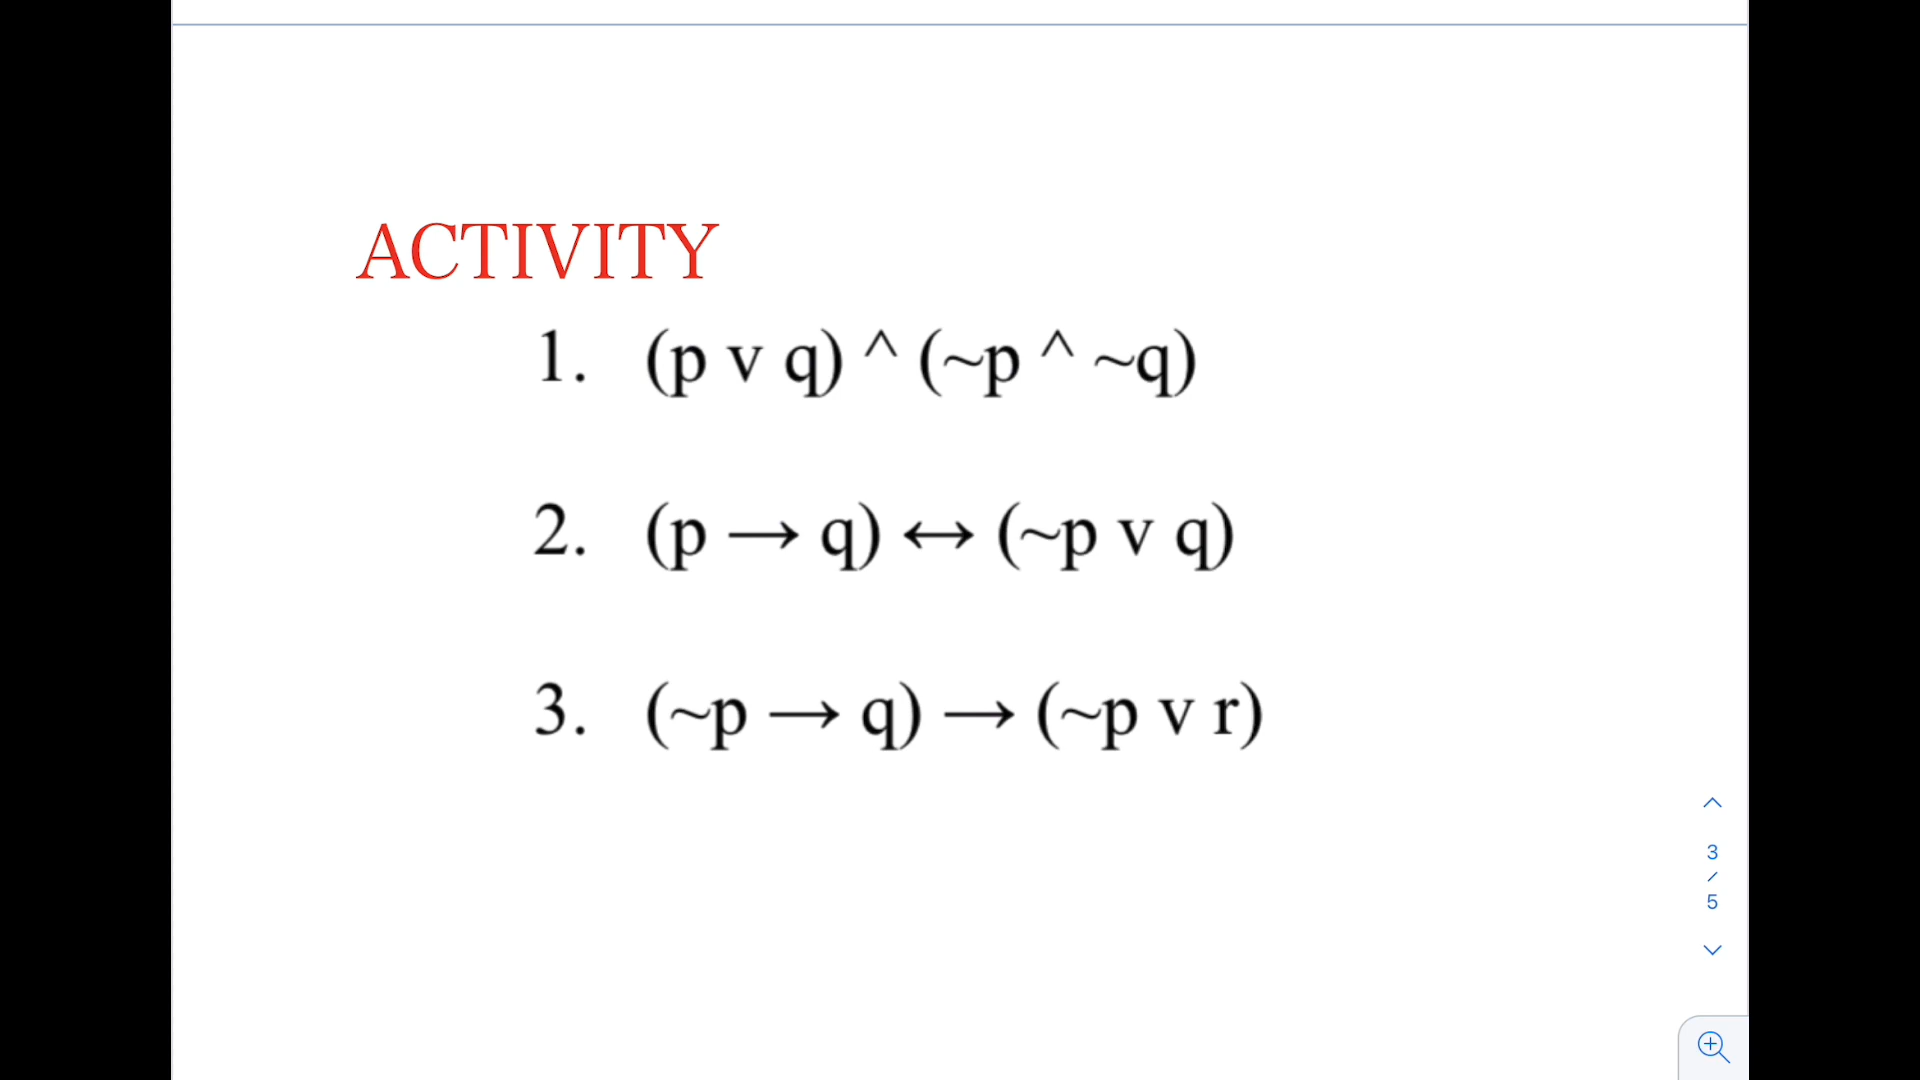 ACTIVITY
1. (p v q) ^ (~p ^ ~q)
2. (p → q) ↔ (~p v q)
3. (~p → q) → (~p v r)
3
/
5